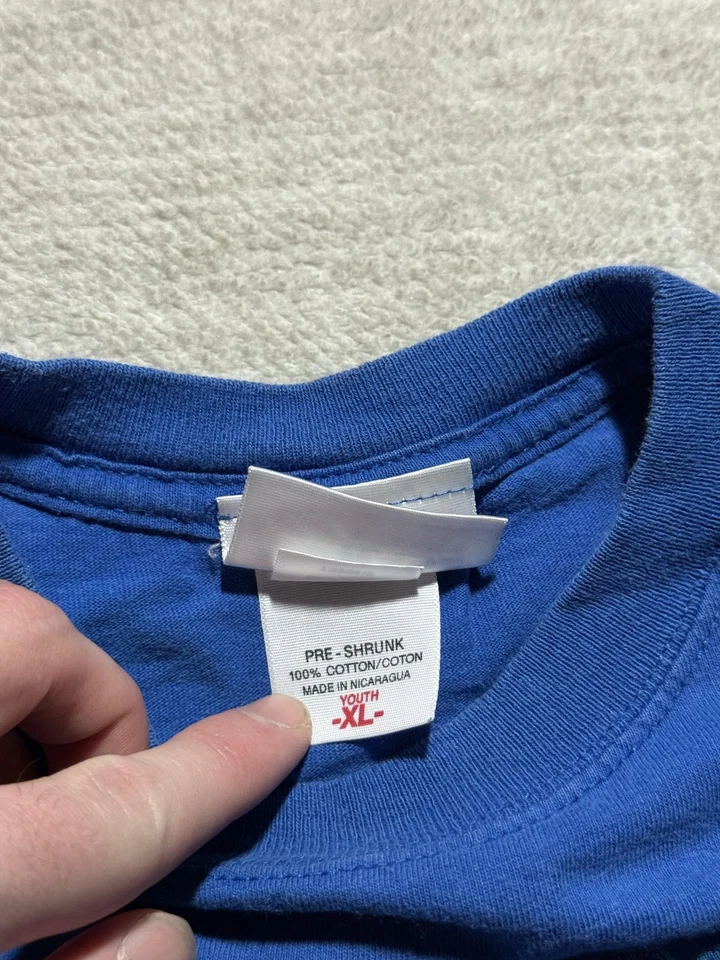 PRE-SHRUNK
100% COTTON/COTON
MADE IN NICARAGUA
YOUTH
-XL-